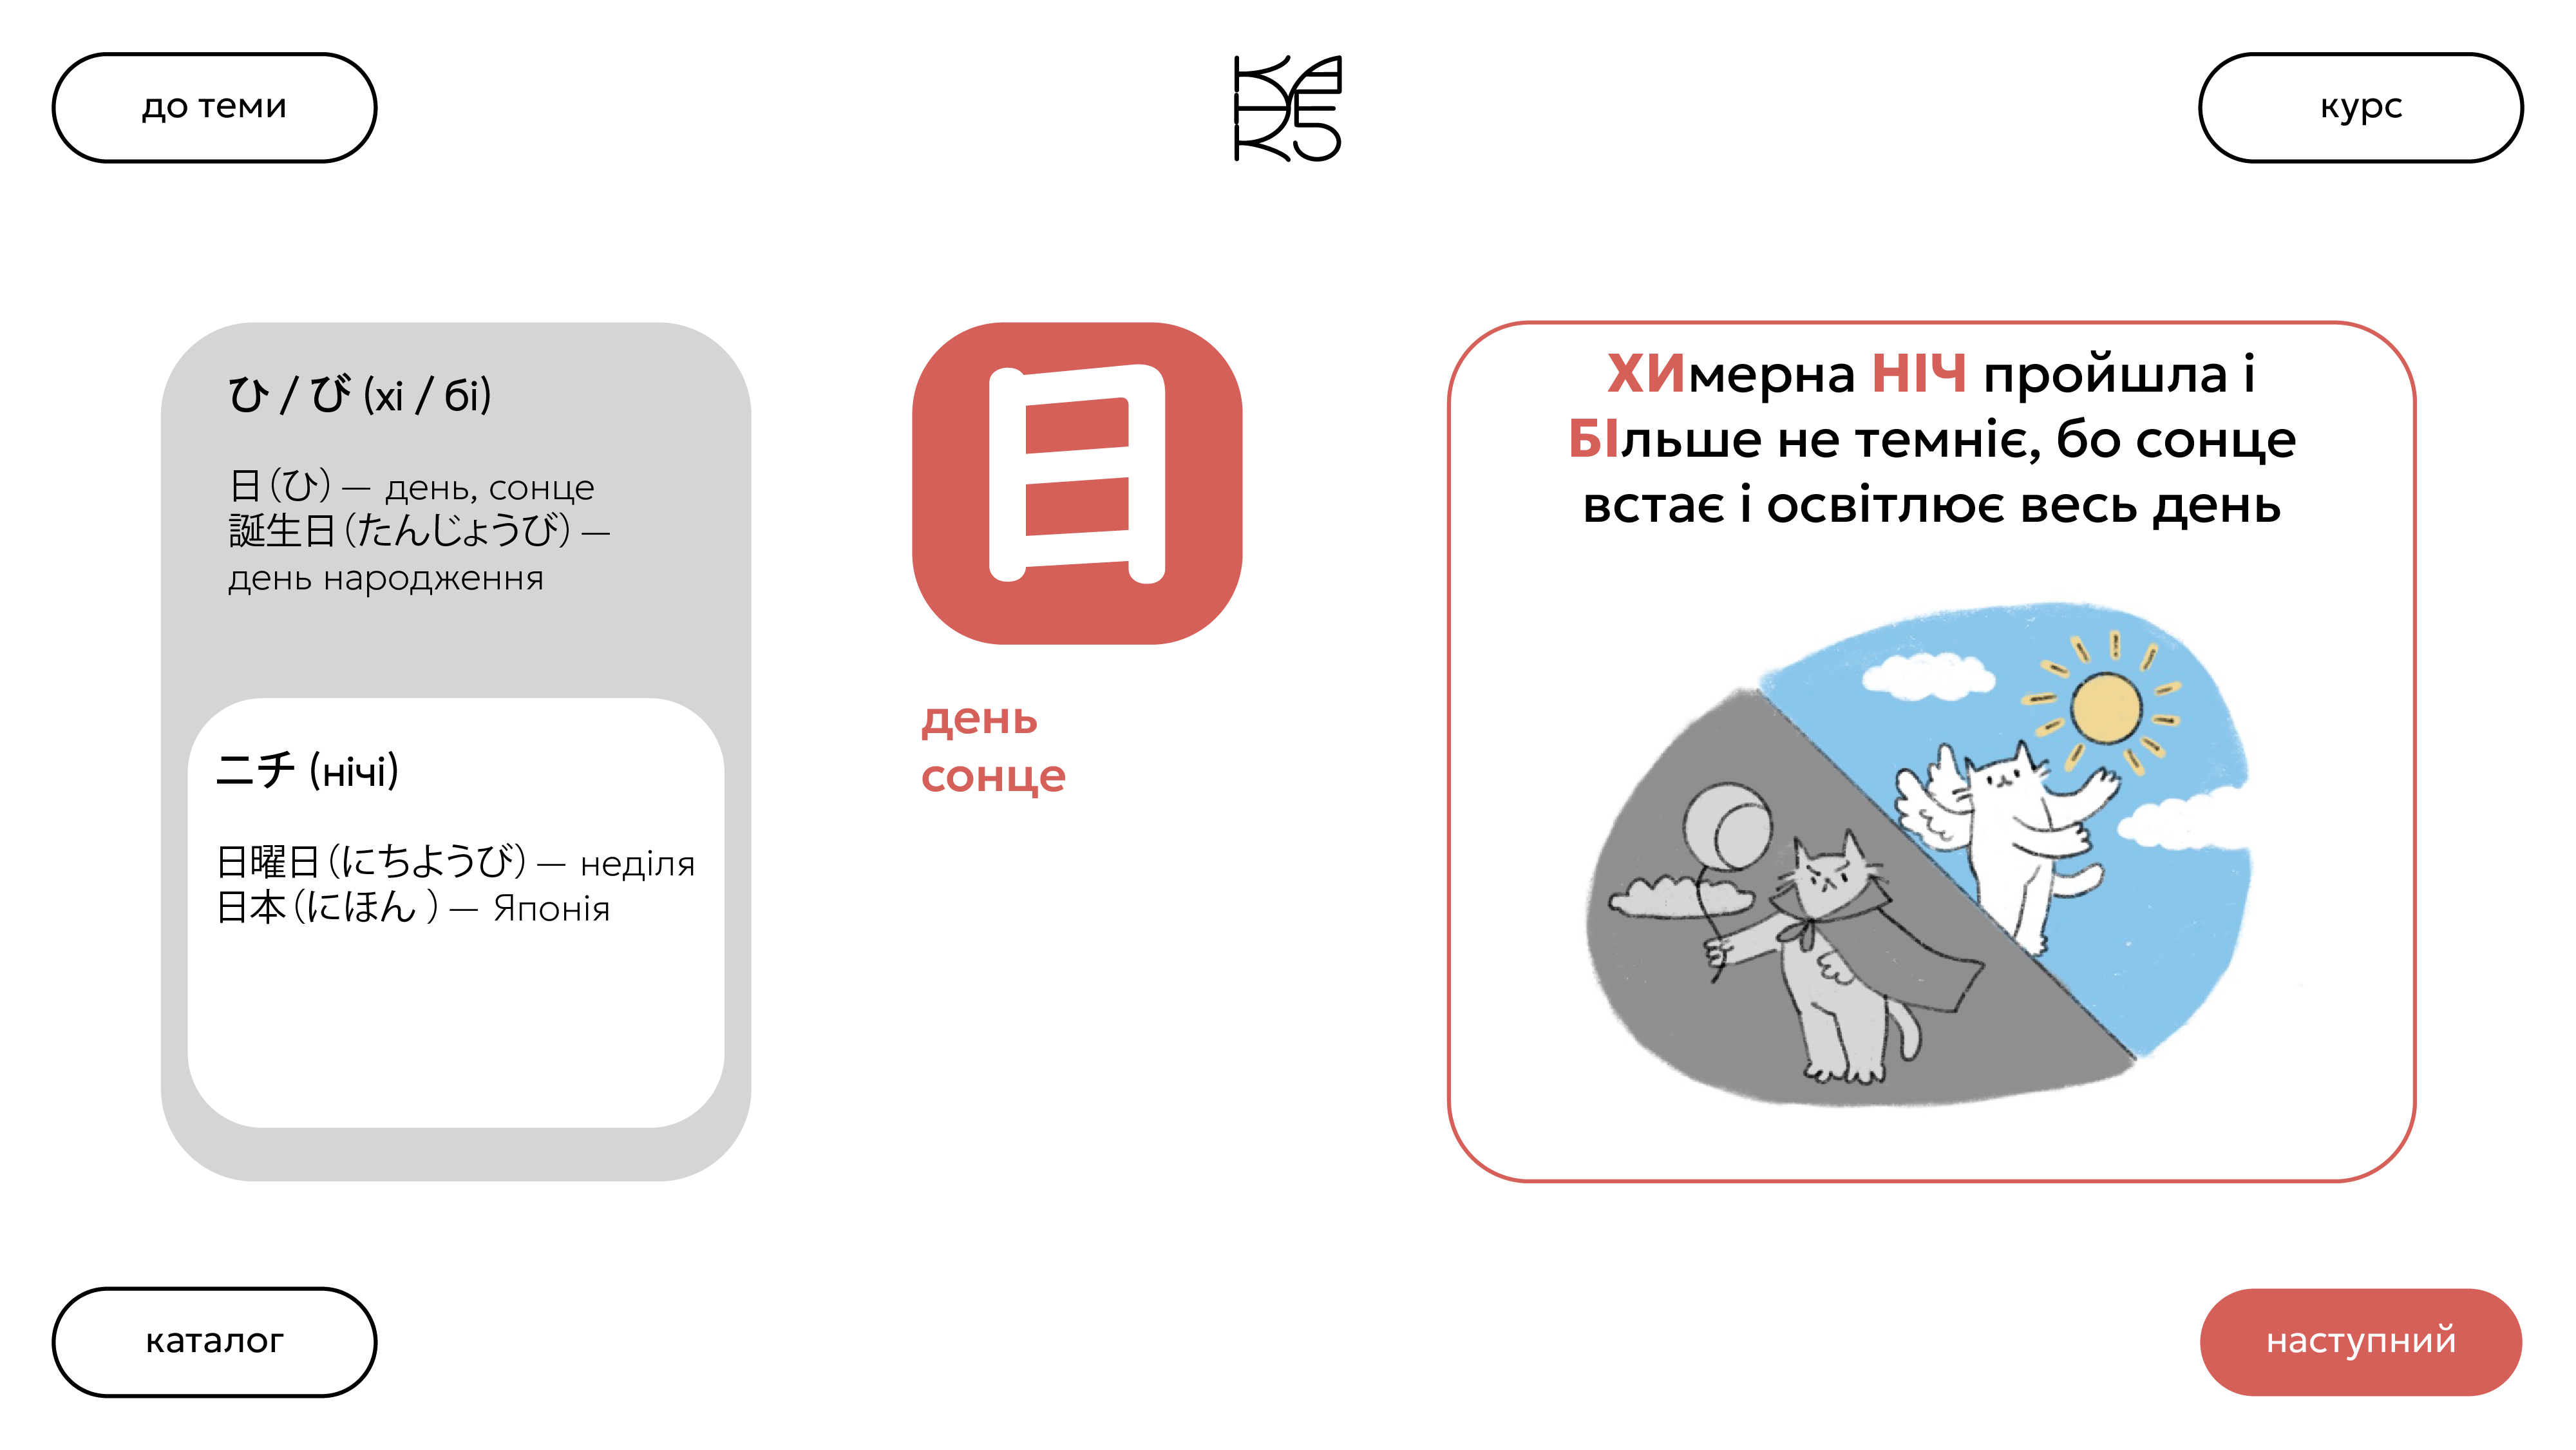 до теми
курс
ひ / び (хі / бі)
日（ひ）— день, сонце
誕生日（たんじょうび）—
день народження
ニチ (нічі)
日曜日（にちようび）— неділя
日本（にほん ）— Японія
日
день
сонце
ХИмерна НІЧ пройшла і
БІльше не темніє, бо сонце
встає і освітлює весь день
каталог
наступний